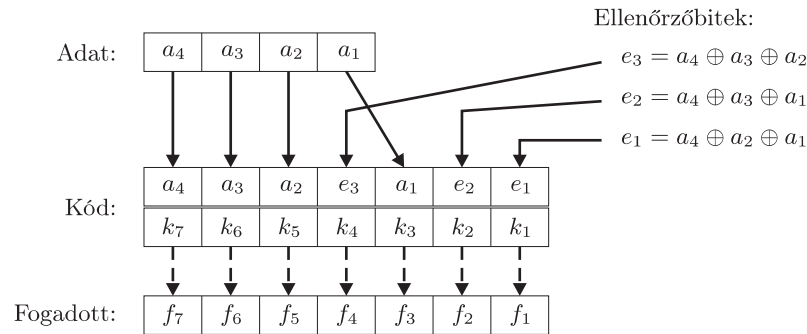 Ellenőrzőbitek:
Adat: a₄ a₃ a₂ a₁
e₃ = a₄ ⊕ a₃ ⊕ a₂
e₂ = a₄ ⊕ a₃ ⊕ a₁
e₁ = a₄ ⊕ a₂ ⊕ a₁
Kód:
a₄ a₃ a₂ e₃ a₁ e₂ e₁
k₇ k₆ k₅ k₄ k₃ k₂ k₁
Fogadott: f₇ f₆ f₅ f₄ f₃ f₂ f₁